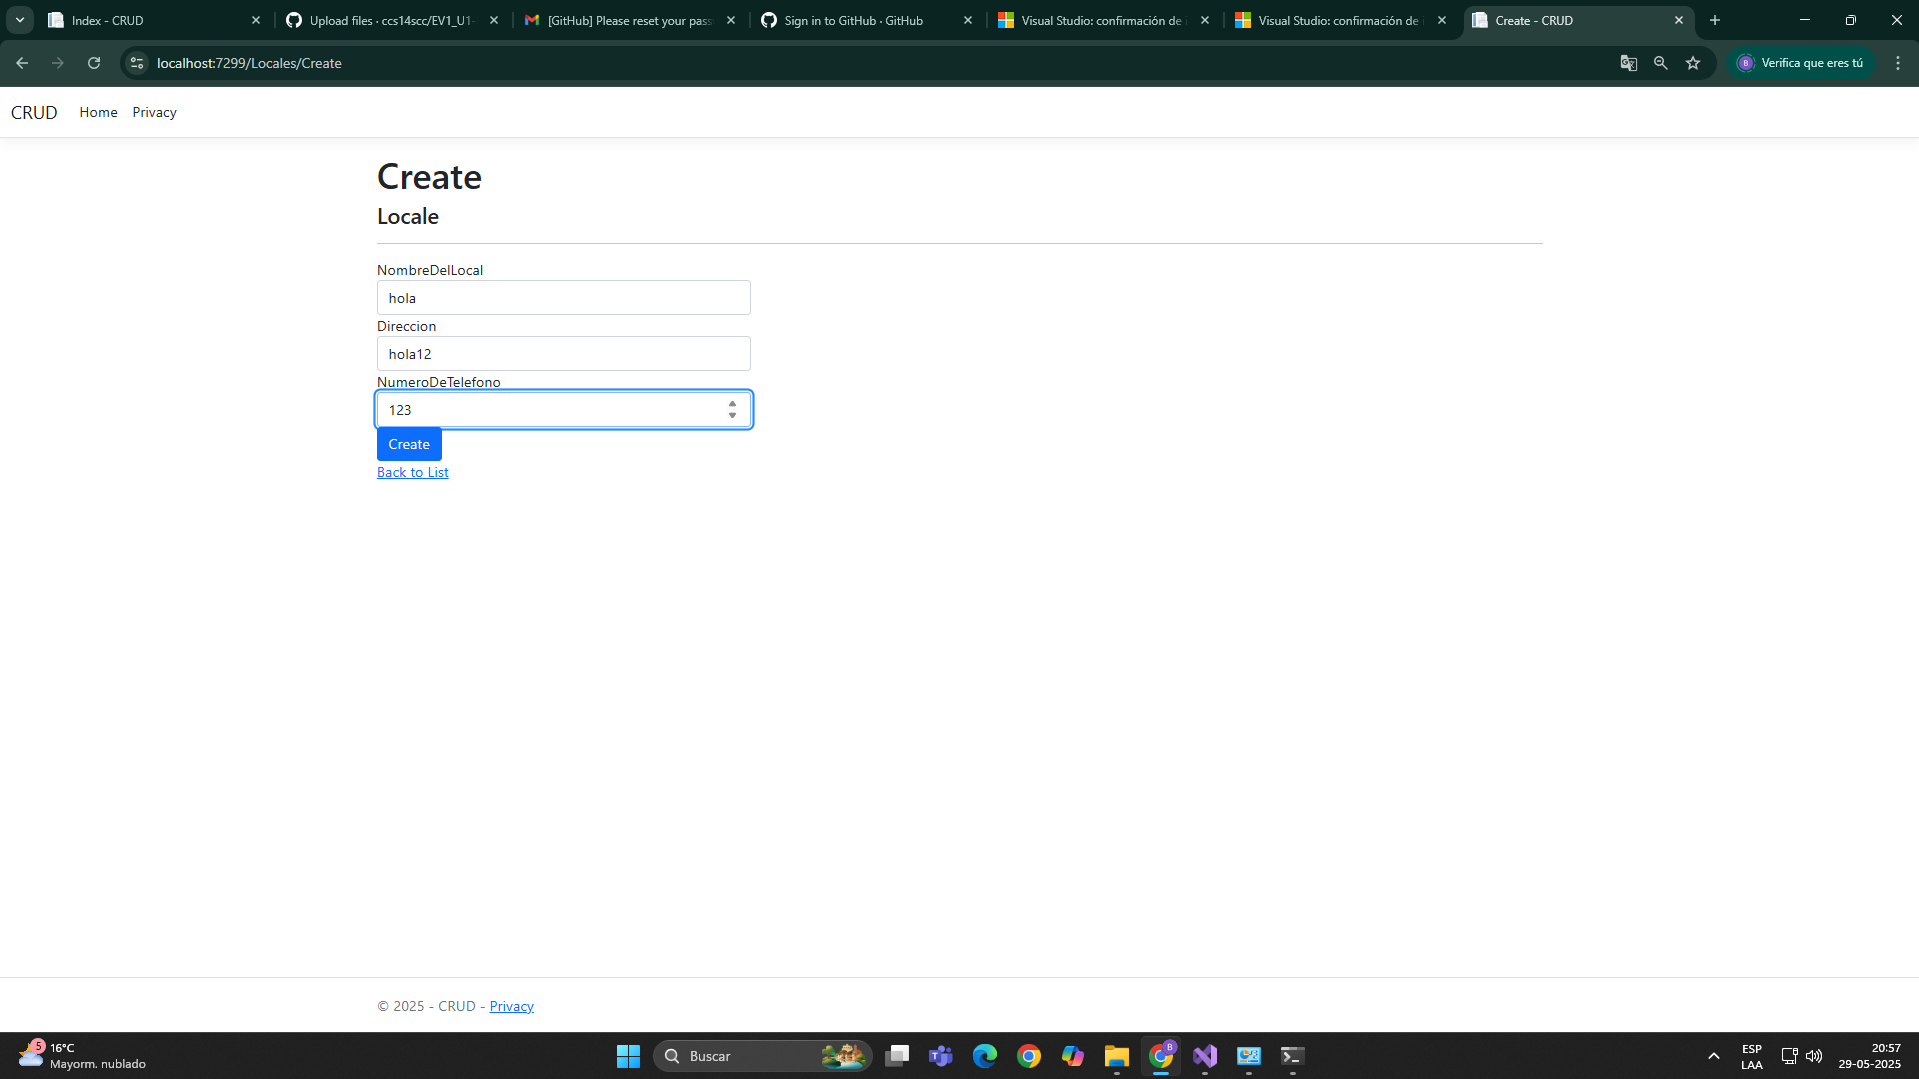 Index - CRUD
Upload files · ccs14scc/EV1_U1-
[GitHub] Please reset your pass
Sign in to GitHub · GitHub
Visual Studio: confirmación de
Visual Studio: confirmación de
Create - CRUD
localhost:7299/Locales/Create
B
Verifica que eres tú
CRUD
Home
Privacy
Create
Locale
NombreDelLocal
hola
Direccion
hola12
NumeroDeTelefono
123
Create
Back to List
© 2025 - CRUD - Privacy
5
16°C
Mayorm. nublado
Buscar
B
ESP
LAA
20:57
29-05-2025